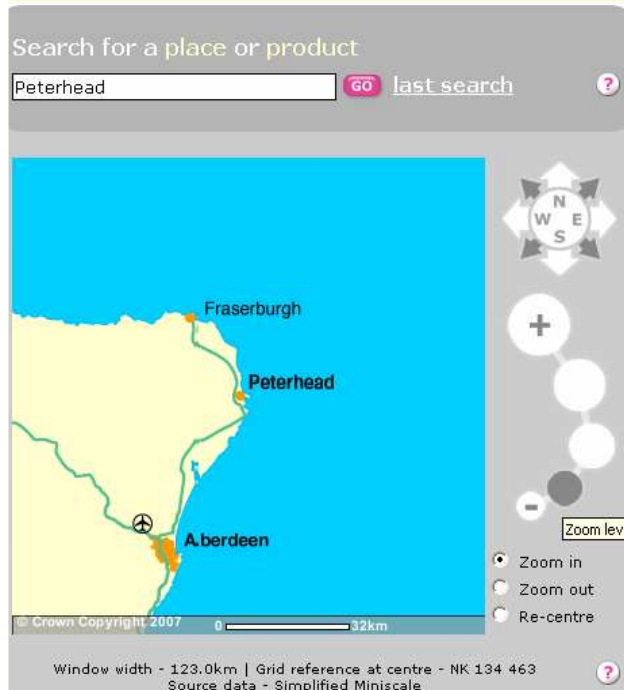 Search for a place or product
Peterhead GO last search ?
N
W E
S
Fraserburgh
+
Peterhead
-
Zoom lev
Aberdeen
Zoom in
Zoom out
Re-centre
© Crown Copyright 2007 0 32km
Window width - 123.0km | Grid reference at centre - NK 134 463 ?
Source data - Simplified Miniscale